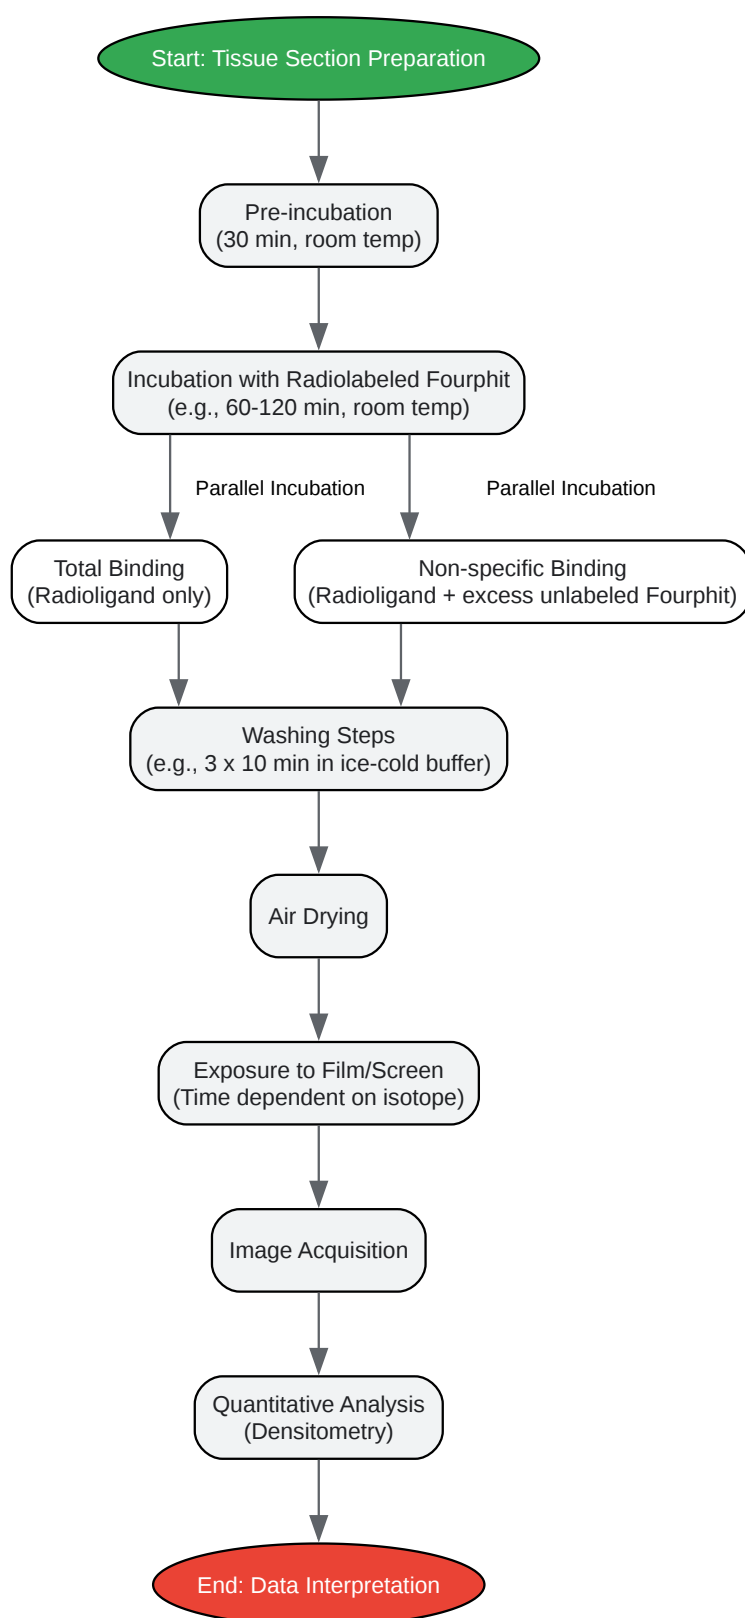 Start: Tissue Section Preparation
Pre-incubation
(30 min, room temp)
Incubation with Radiolabeled Fourphit
(e.g., 60-120 min, room temp)
Parallel Incubation
Parallel Incubation
Total Binding
(Radioligand only)
Non-specific Binding
(Radioligand + excess unlabeled Fourphit)
Washing Steps
(e.g., 3 x 10 min in ice-cold buffer)
Air Drying
Exposure to Film/Screen
(Time dependent on isotope)
Image Acquisition
Quantitative Analysis
(Densitometry)
End: Data Interpretation